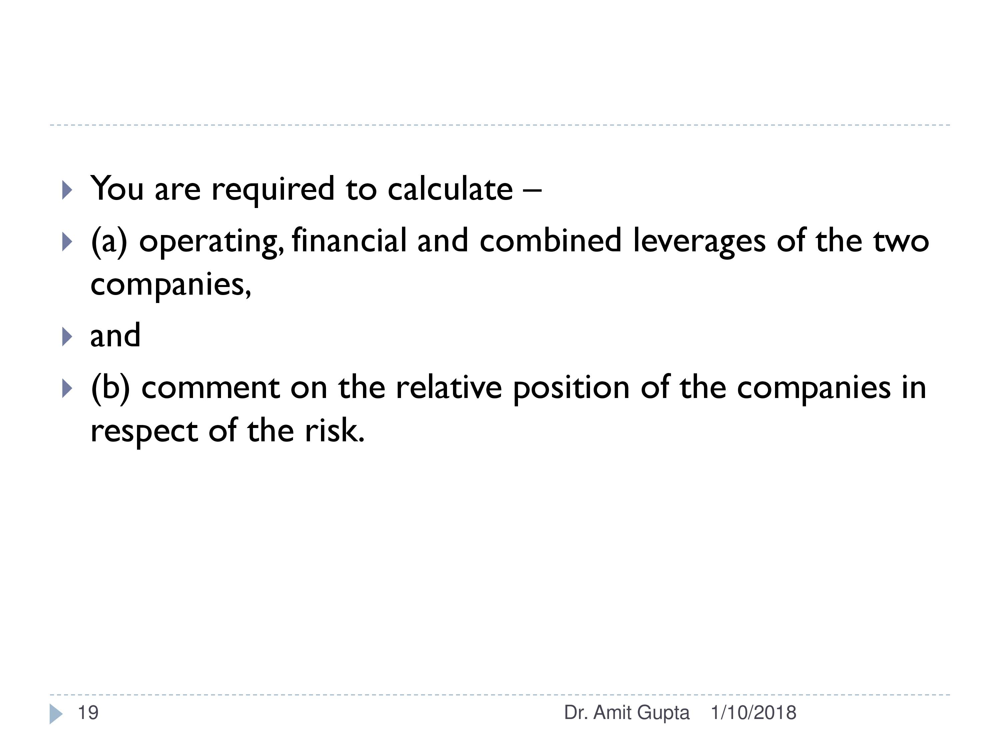 You are required to calculate –
(a) operating, financial and combined leverages of the two
companies,
and
(b) comment on the relative position of the companies in
respect of the risk.
19
Dr. Amit Gupta
1/10/2018